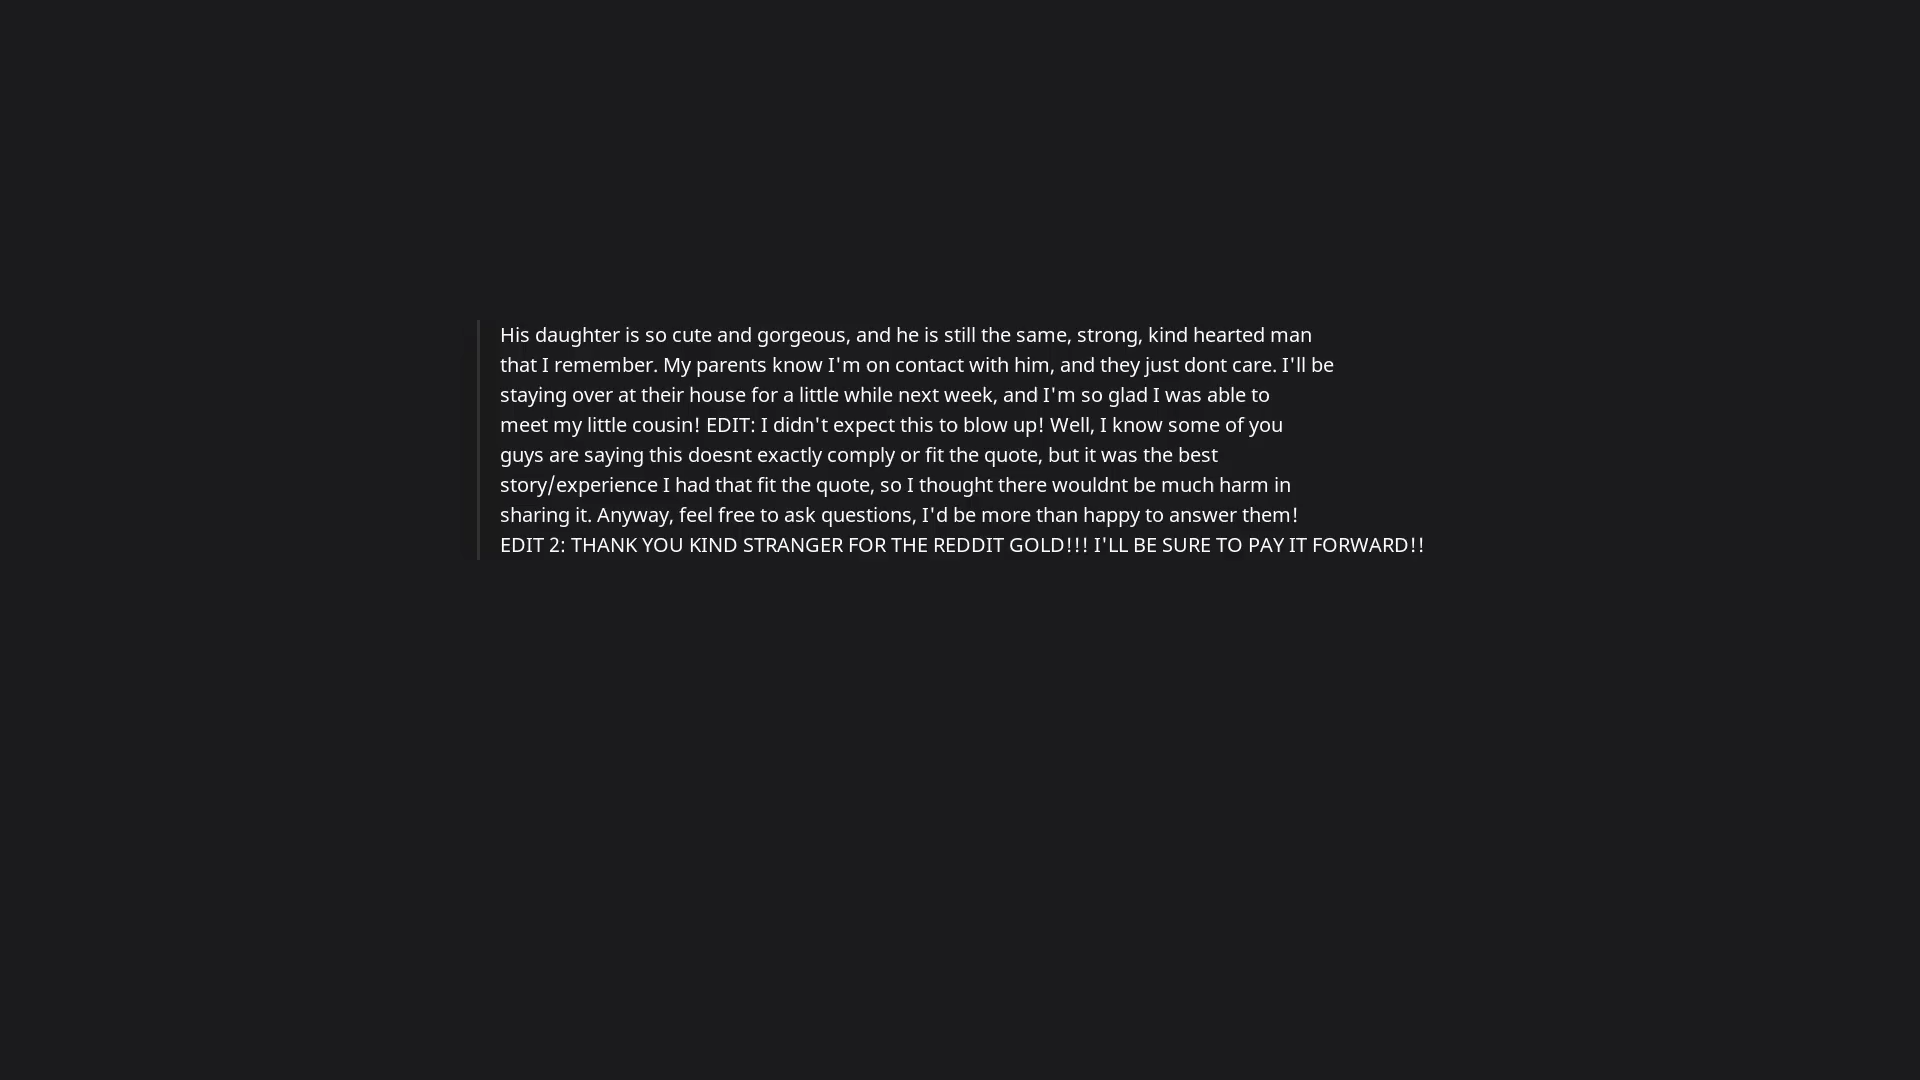 His daughter is so cute and gorgeous, and he is still the same, strong, kind hearted man
that I remember. My parents know I'm on contact with him, and they just dont care. I'll be
staying over at their house for a little while next week, and I'm so glad I was able to
meet my little cousin! EDIT: I didn't expect this to blow up! Well, I know some of you
guys are saying this doesnt exactly comply or fit the quote, but it was the best
story/experience I had that fit the quote, so I thought there wouldnt be much harm in
sharing it. Anyway, feel free to ask questions, I'd be more than happy to answer them!
EDIT 2: THANK YOU KIND STRANGER FOR THE REDDIT GOLD!!! I'LL BE SURE TO PAY IT FORWARD!!